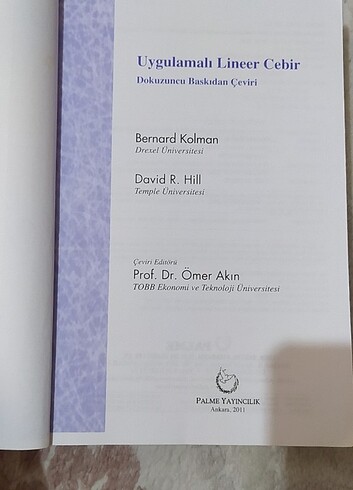 Uygulamalı Lineer Cebir
Dokuzuncu Baskıdan Çeviri
Bernard Kolman
Drexel Üniversitesi
David R. Hill
Temple Üniversitesi
Çeviri Editörü
Prof. Dr. Ömer Akın
TOBB Ekonomi ve Teknoloji Üniversitesi
PALME YAYINCILIK
Ankara, 2011